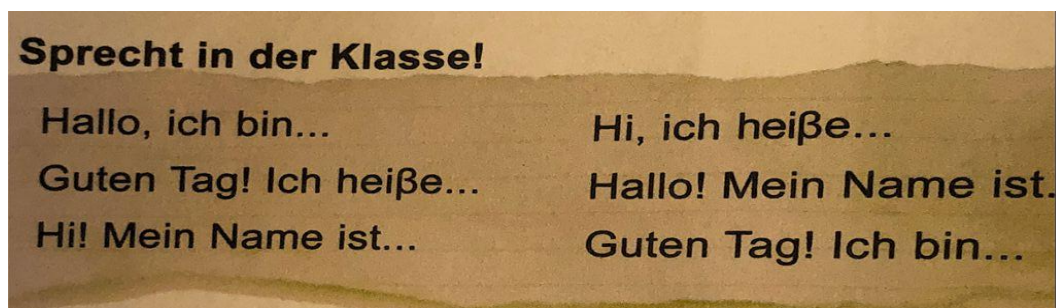 Sprecht in der Klasse!
Hallo, ich bin...
Guten Tag! Ich heiße...
Hi! Mein Name ist...
Hi, ich heiße...
Hallo! Mein Name ist.
Guten Tag! Ich bin...